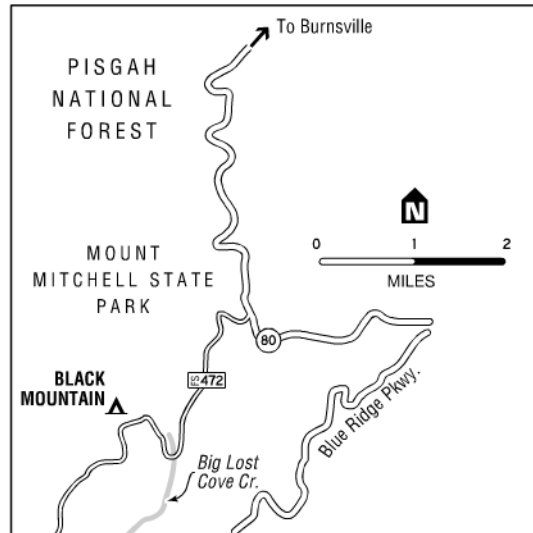 To Burnsville
PISGAH
NATIONAL
FOREST
N
0 1 2
MILES
MOUNT
MITCHELL STATE
PARK
80
FS 472
BLACK
MOUNTAIN
Blue Ridge Pkwy.
Big Lost
Cove Cr.